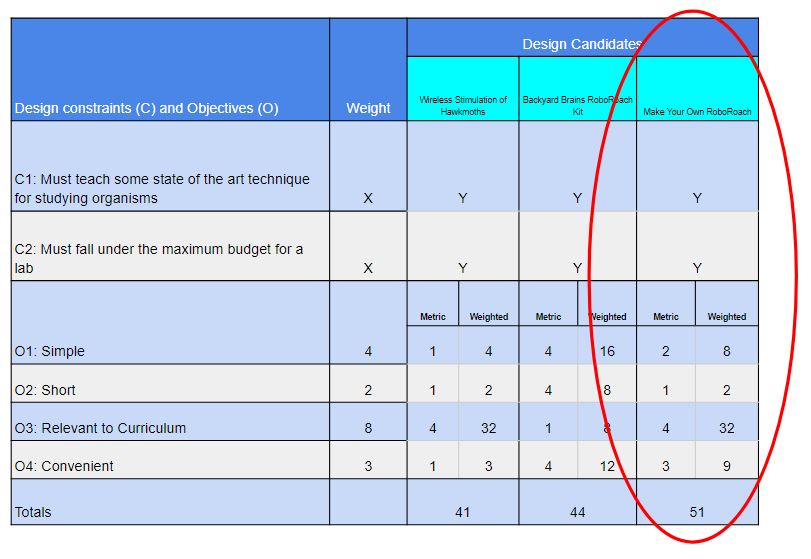 Design Candidates
Design constraints (C) and Objectives (O) Weight
Wireless Stimulation of
Hawkmoths
Backyard Brains RoboRoach
Kit
Make Your Own RoboRoach
C1: Must teach some state of the art technique
for studying organisms X Y Y Y
C2: Must fall under the maximum budget for a
lab X Y Y Y
Metric Weighted Metric Weighted Metric Weighted
O1: Simple 4 1 4 4 16 2 8
O2: Short 2 1 2 4 8 1 2
O3: Relevant to Curriculum 8 4 32 1 8 4 32
O4: Convenient 3 1 3 4 12 3 9
Totals 41 44 51